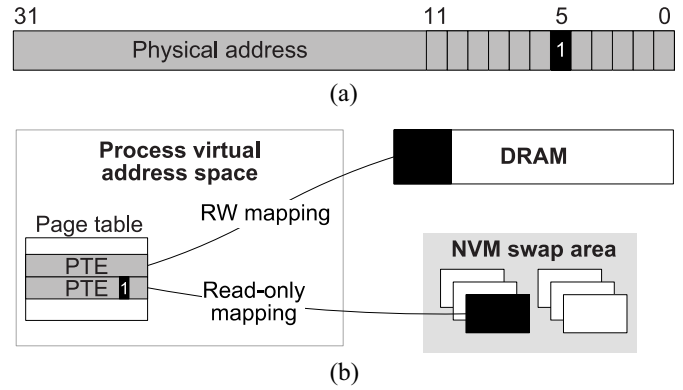 31 11 5 0
Physical address 1
(a)
Process virtual
address space
DRAM
RW mapping
Page table
PTE
PTE 1
Read-only
mapping
NVM swap area
(b)